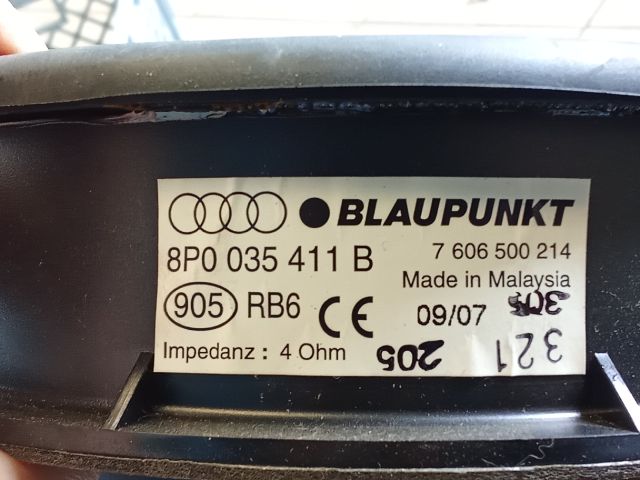 BLAUPUNKT
8P0 035 411 B
7 606 500 214
Made in Malaysia
905 RB6 CE 09/07
Impedanz : 4 Ohm
205
321